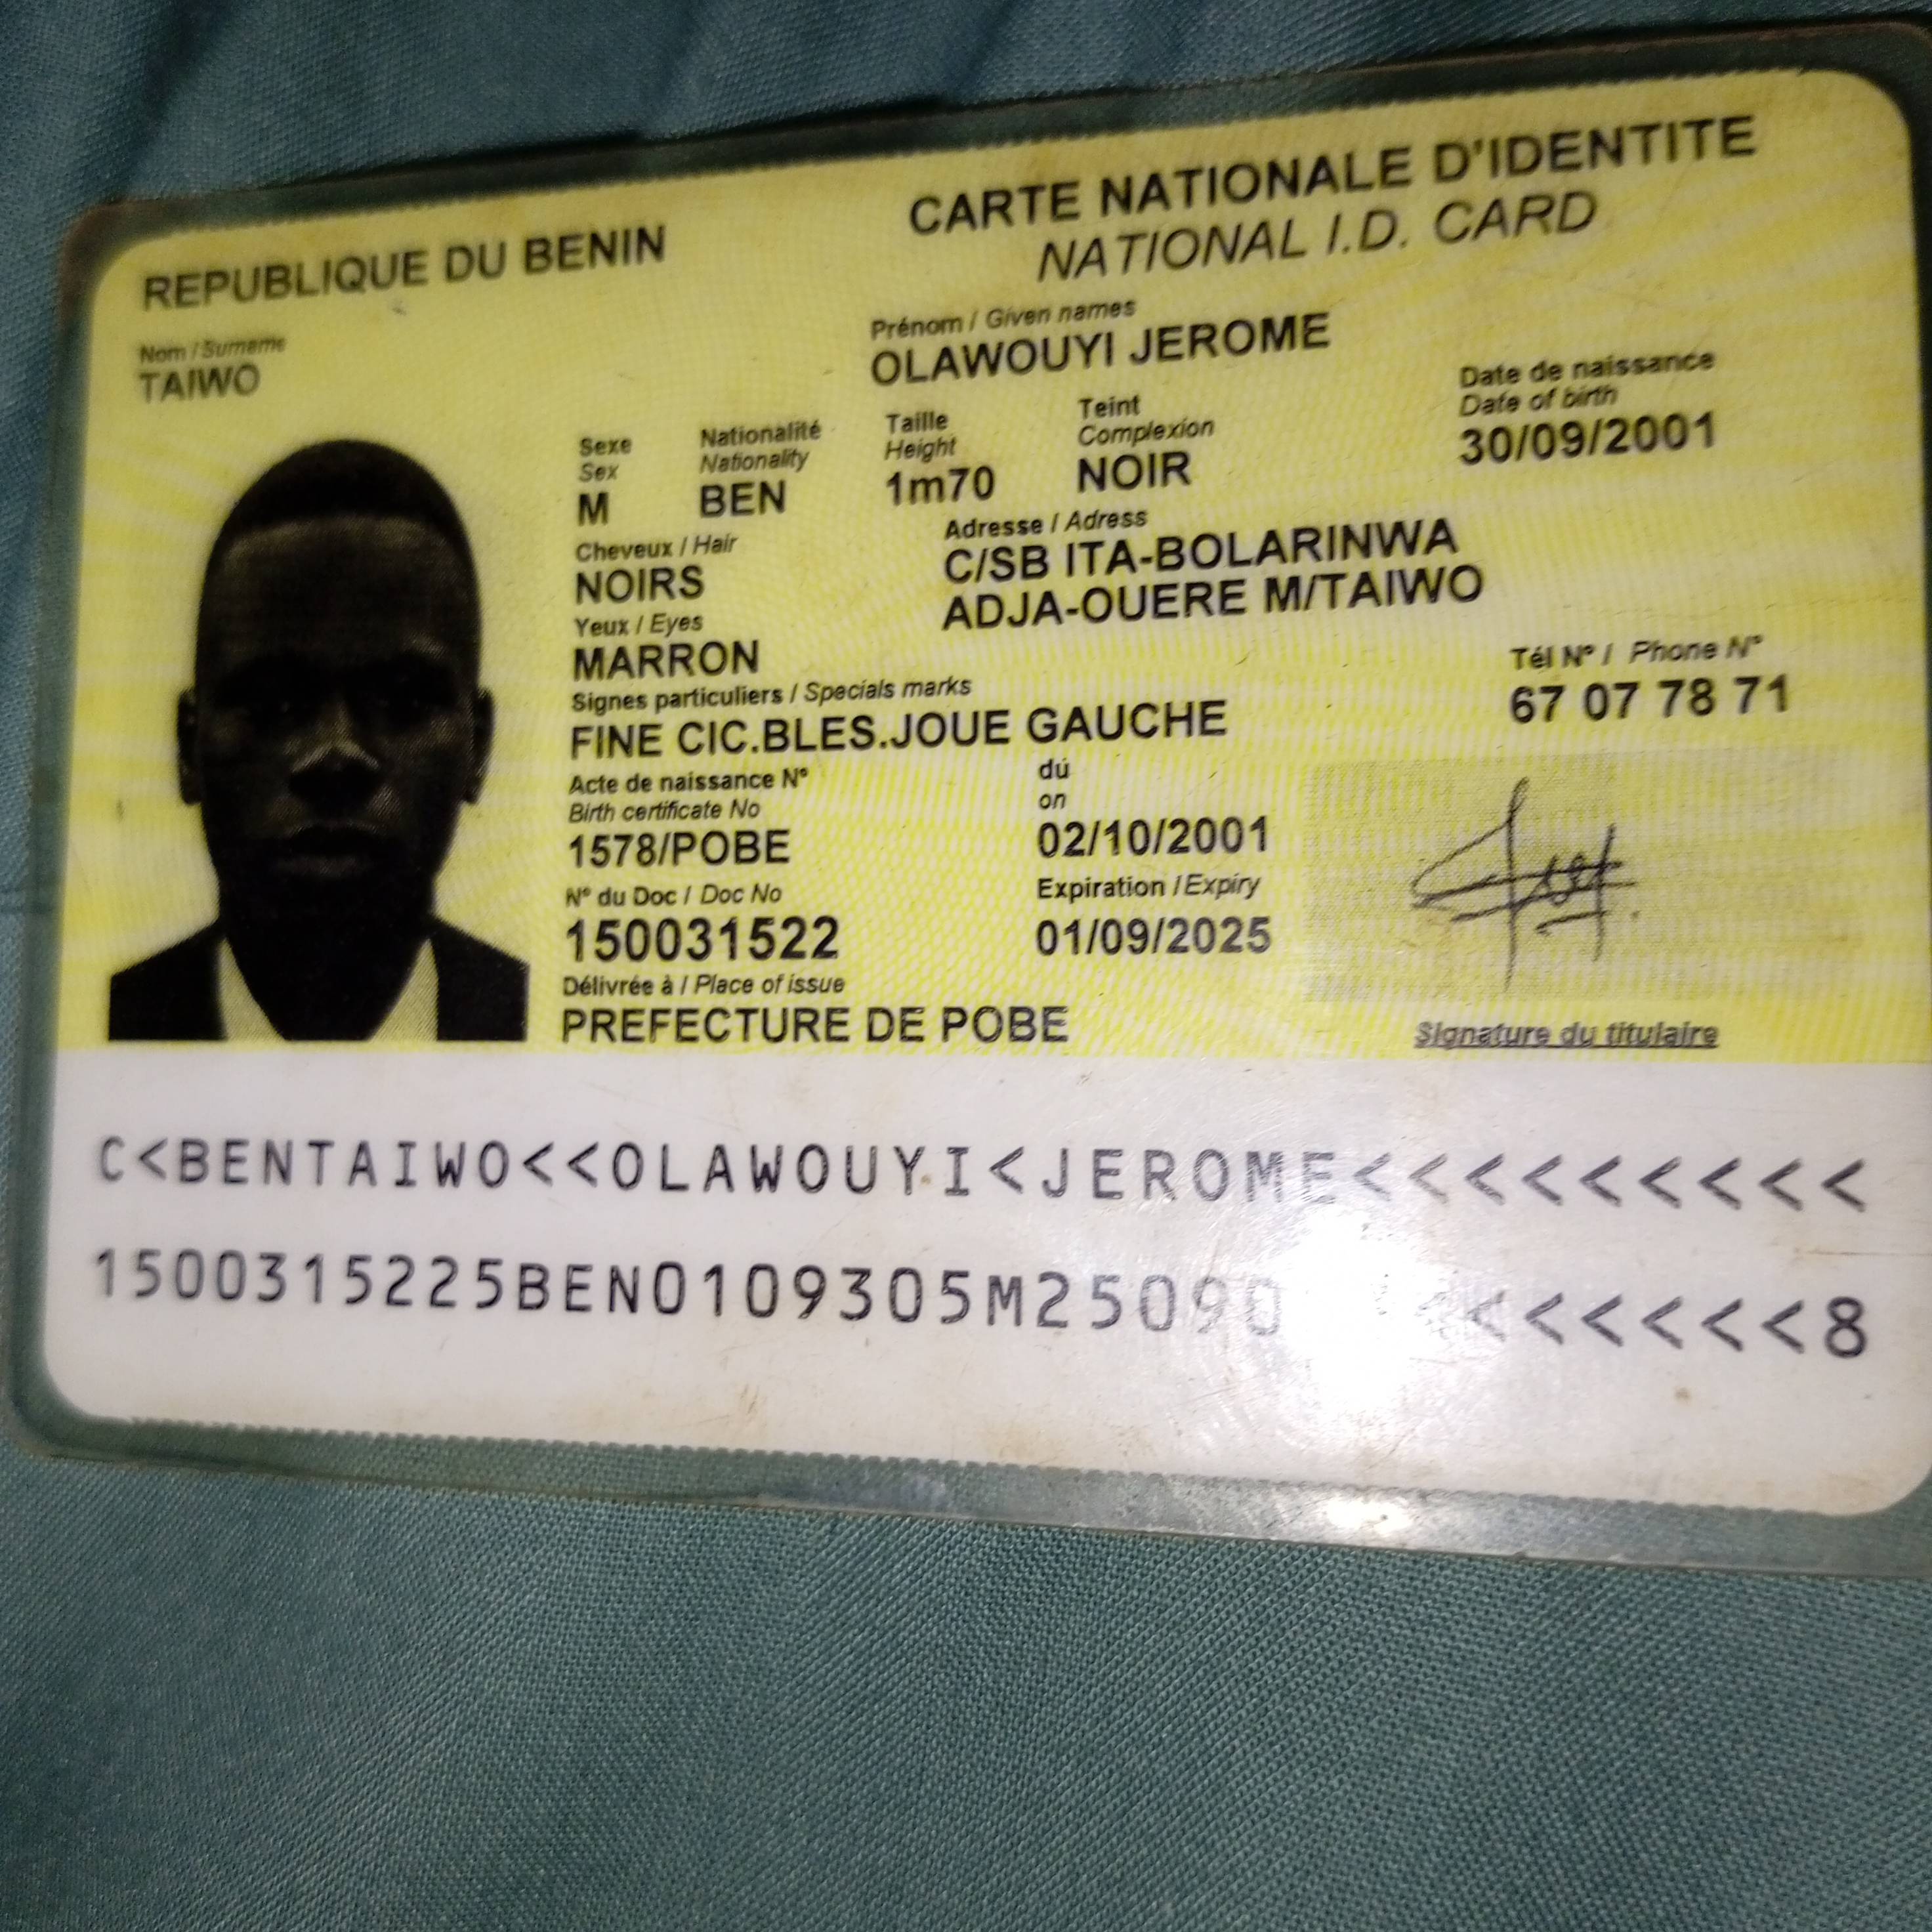 REPUBLIQUE DU BENIN
CARTE NATIONALE D'IDENTITE
NATIONAL I.D. CARD
Nom / Surname
TAIWO
Prénom / Given names
OLAWOUYI JEROME
Sexe
Sex
M
Nationalité
Nationality
BEN
Taille
Height
1m70
Teint
Complexion
NOIR
Date de naissance
Date of birth
30/09/2001
Cheveux / Hair
NOIRS
Adresse / Adress
C/SB ITA-BOLARINWA
ADJA-OUERE M/TAIWO
Yeux / Eyes
MARRON
Tél N° / Phone N°
67 07 78 71
Signes particuliers / Specials marks
FINE CIC.BLES.JOUE GAUCHE
Acte de naissance N°
Birth certificate No
1578/POBE
dú
on
02/10/2001
N° du Doc / Doc No
150031522
Expiration / Expiry
01/09/2025
Délivrée à / Place of issue
PREFECTURE DE POBE
Signature du titulaire
C<BENTAIWO<<OLAWOUYI<JEROME<<<<<<<<<
1500315225BEN0109305M25090 <<<<<<8